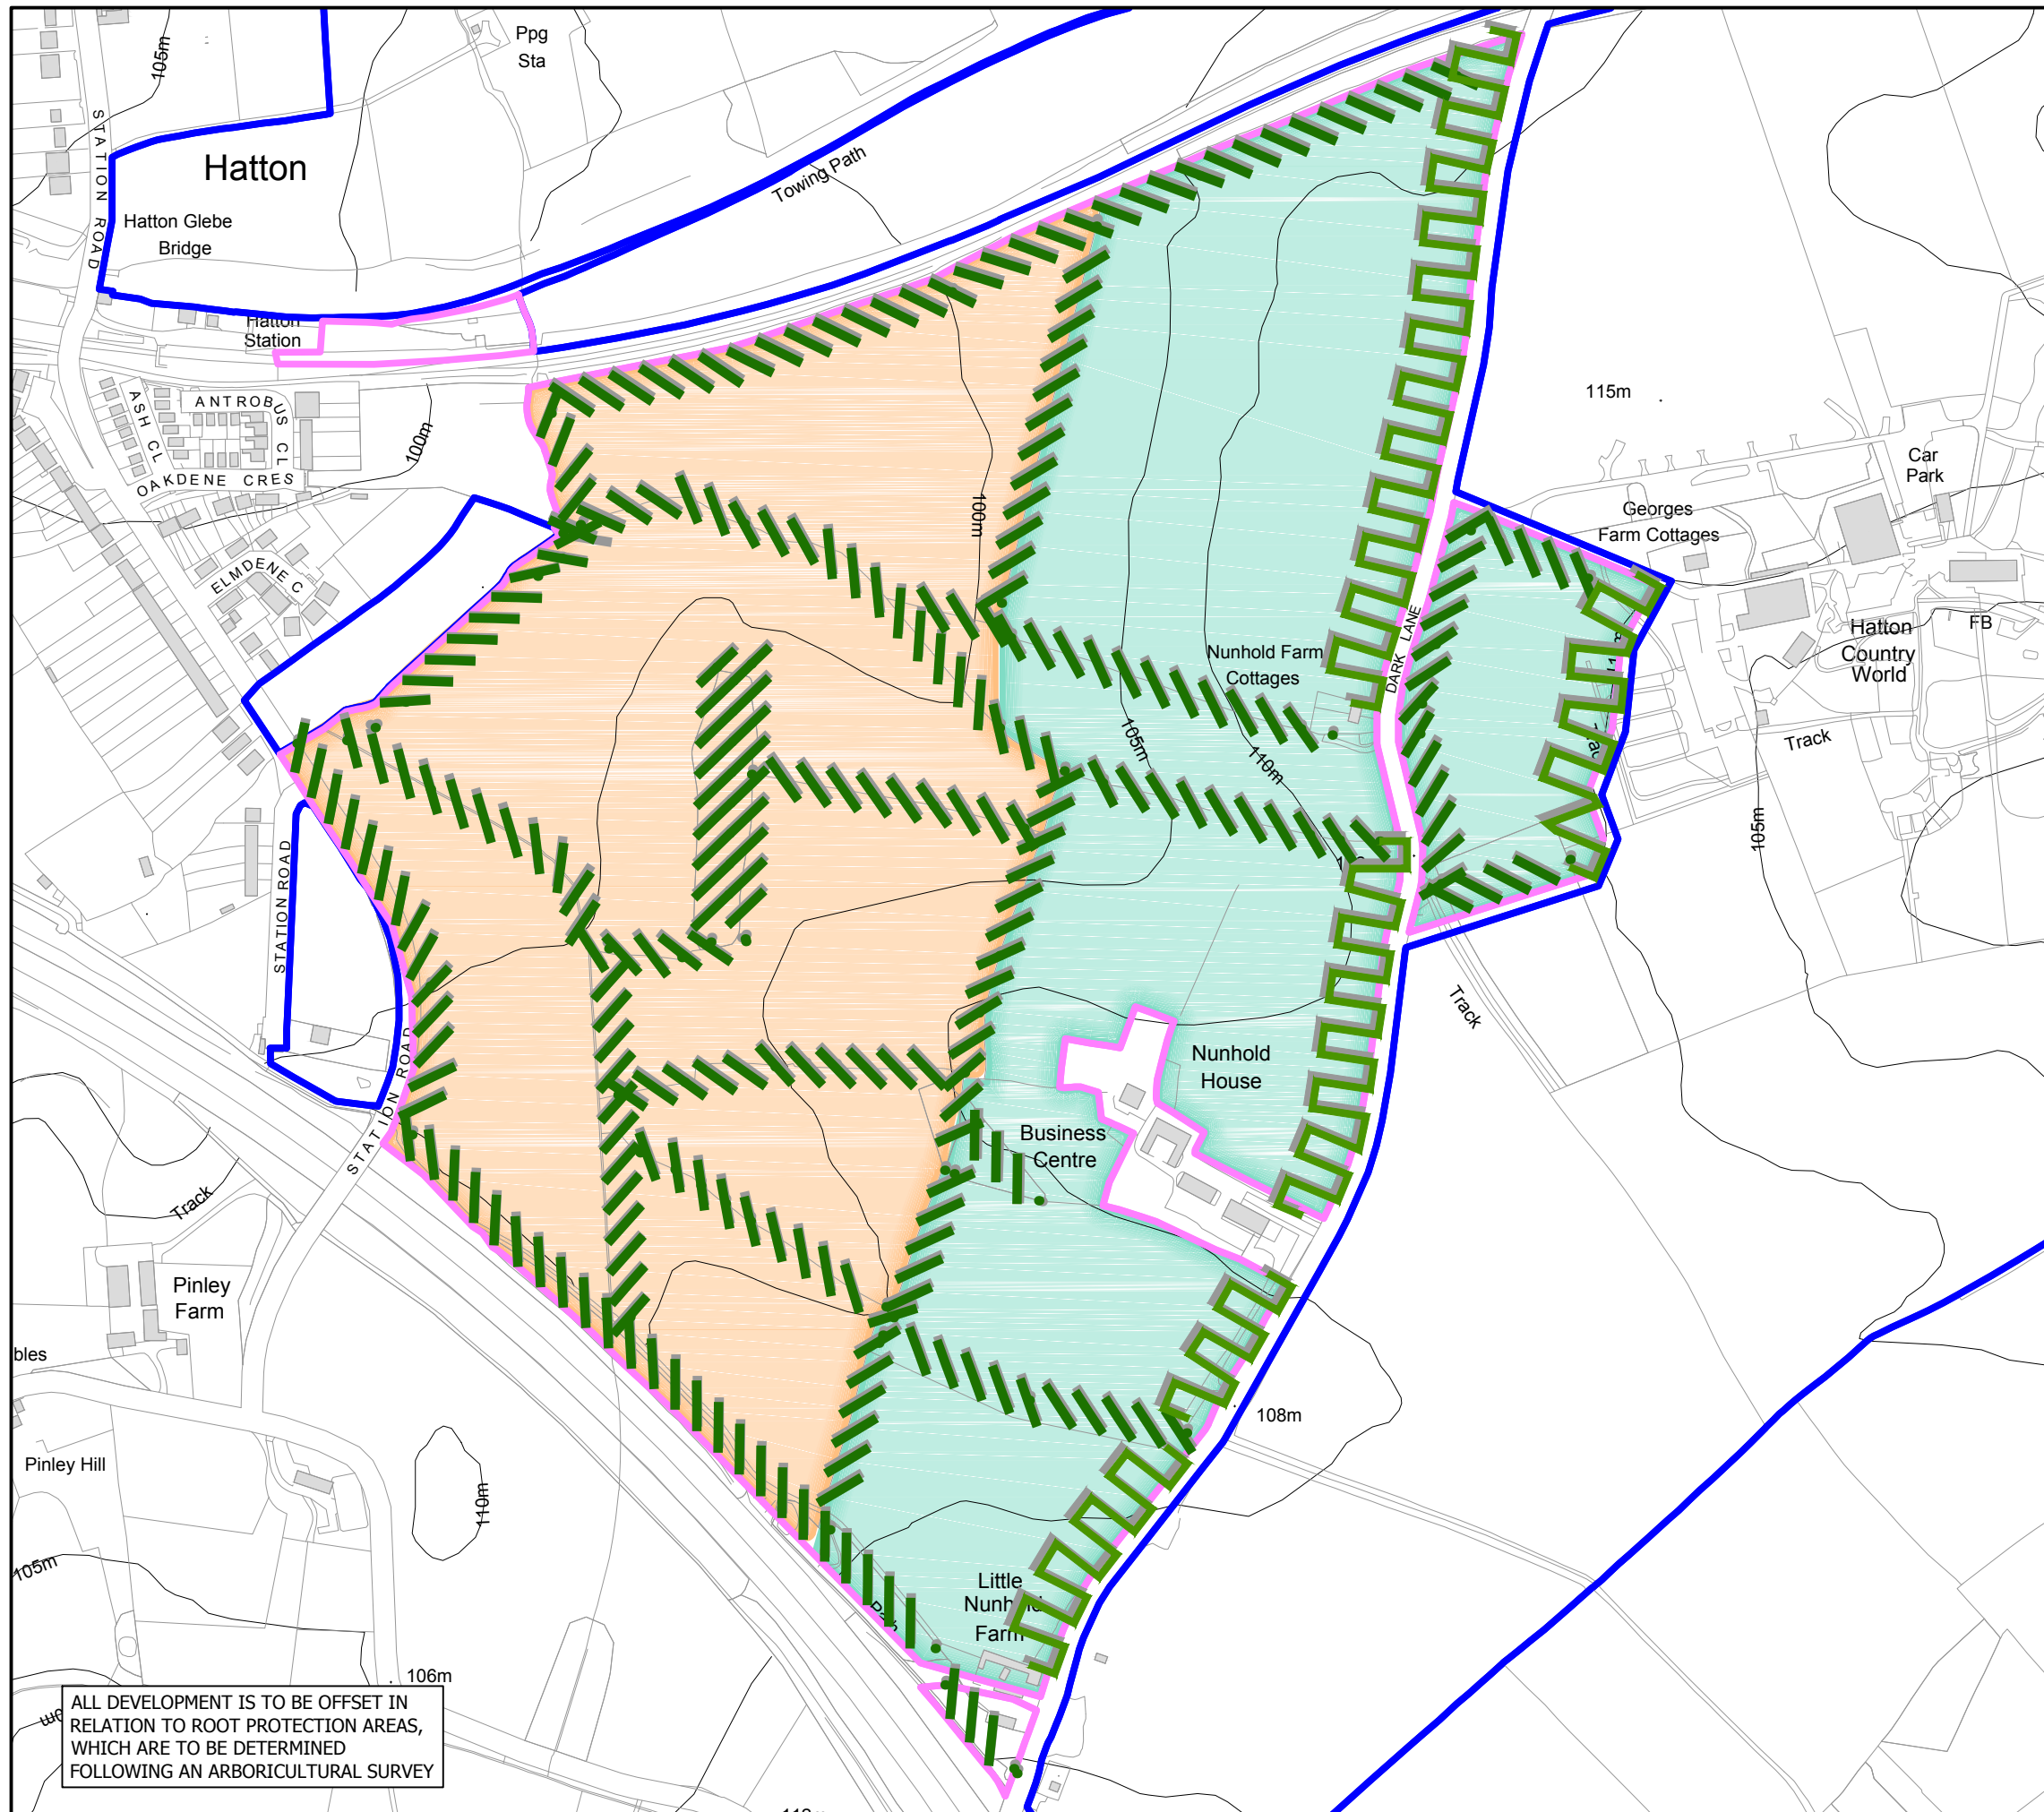 Ppg
Sta
105m
STATION ROAD
Hatton
Towing Path
Hatton Glebe
Bridge
Hatton
Station
ANTROBUS CL
ASH CL
OAKDENE CRES
100m
ELMDENE C
100m
115m
Car
Park
Georges
Farm Cottages
DARK LANE
Hatton
Country
World
FB
Nunhold Farm
Cottages
105m
110m
Track
105m
STATION ROAD
Track
STATION ROAD
Nunhold
House
Business
Centre
Track
Pinley
Farm
bles
108m
Pinley Hill
110m
105m
Little
Nunhold
Farm
106m
ALL DEVELOPMENT IS TO BE OFFSET IN
RELATION TO ROOT PROTECTION AREAS,
WHICH ARE TO BE DETERMINED
FOLLOWING AN ARBORICULTURAL SURVEY